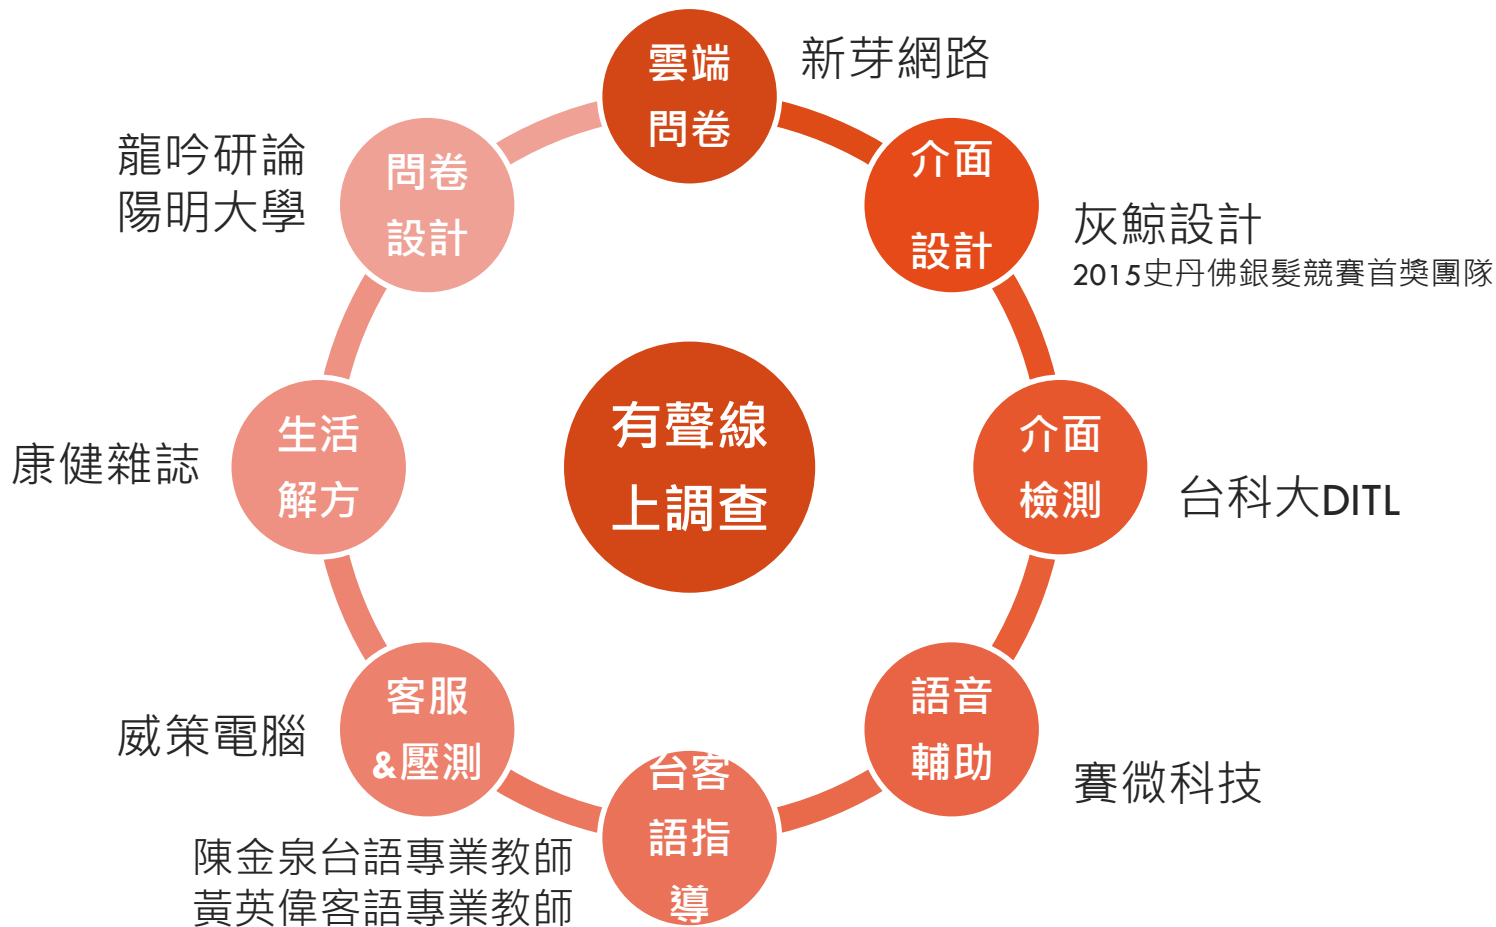 雲端
問卷
新芽網路
介面
設計
灰鯨設計
2015史丹佛銀髮競賽首獎團隊
介面
檢測
台科大DITL
語音
輔助
賽微科技
台客
語指
導
陳金泉台語專業教師
黃英偉客語專業教師
客服
&壓測
威策電腦
生活
解方
康健雜誌
問卷
設計
龍吟研論
陽明大學
有聲線
上調查